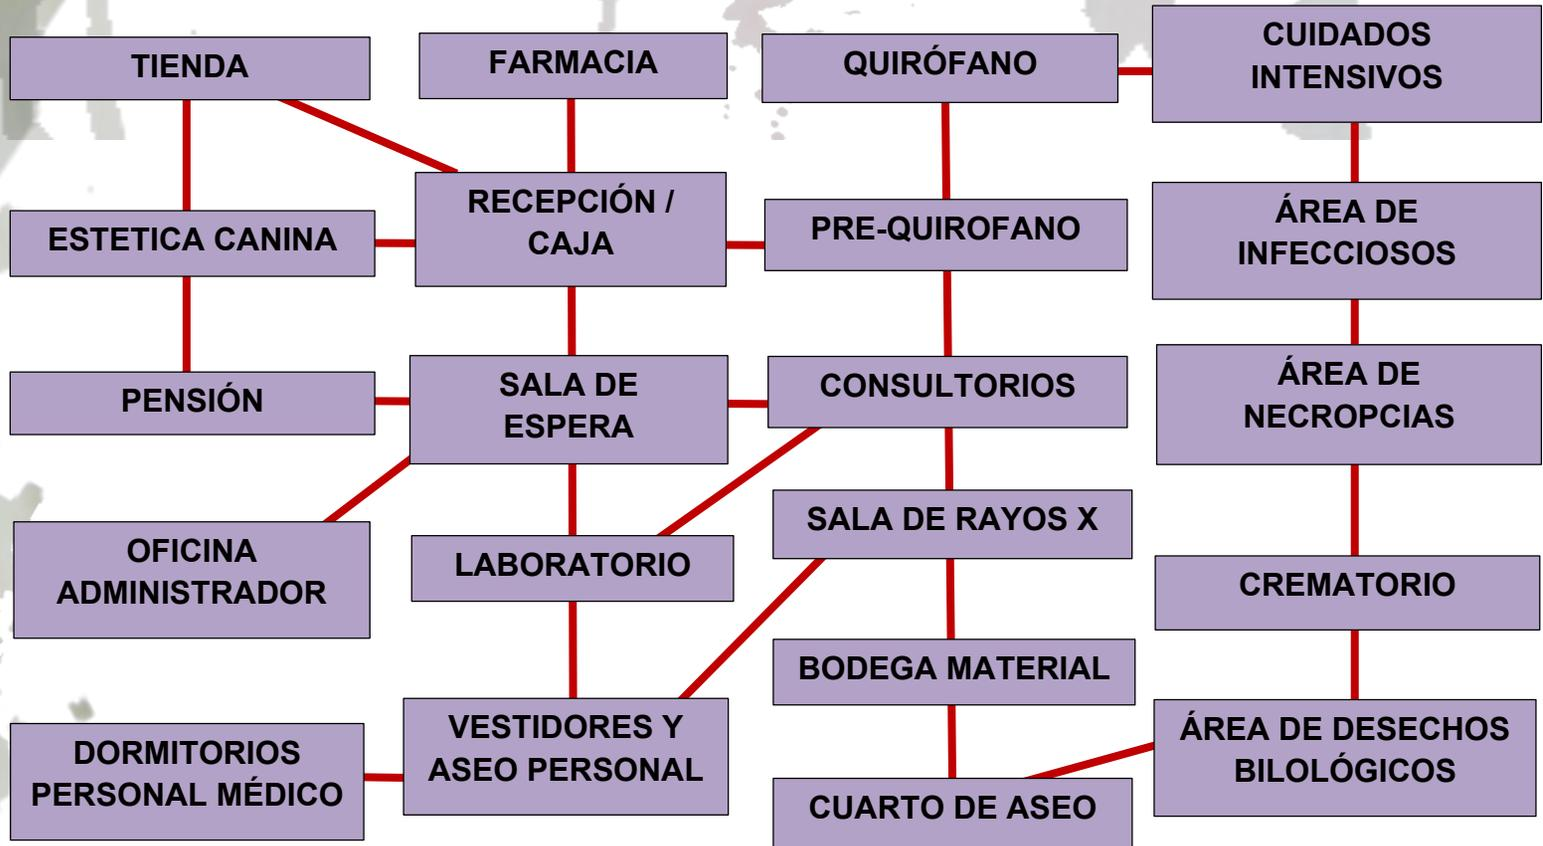 TIENDA
FARMACIA
QUIRÓFANO
CUIDADOS
INTENSIVOS
ESTETICA CANINA
RECEPCIÓN /
CAJA
PRE-QUIROFANO
ÁREA DE
INFECCIOSOS
PENSIÓN
SALA DE
ESPERA
CONSULTORIOS
ÁREA DE
NECROPCIAS
OFICINA
ADMINISTRADOR
LABORATORIO
SALA DE RAYOS X
CREMATORIO
BODEGA MATERIAL
DORMITORIOS
PERSONAL MÉDICO
VESTIDORES Y
ASEO PERSONAL
CUARTO DE ASEO
ÁREA DE DESECHOS
BILOLÓGICOS